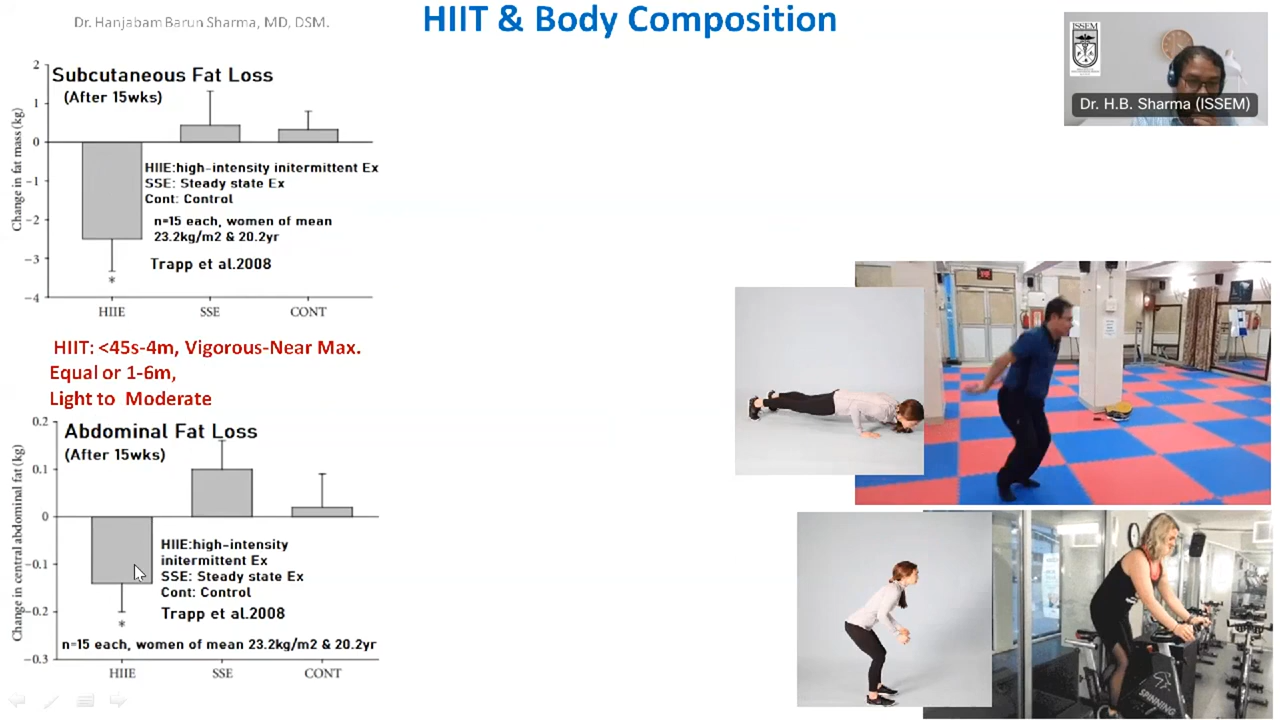 Dr. Hanjabam Barun Sharma, MD, DSM.
HIIT & Body Composition
ISSEM
Dr. H.B. Sharma (ISSEM)
Subcutaneous Fat Loss
(After 15wks)
Change in fat mass (kg)
2
1
0
−1
−2
−3
−4
HIIE:high-intensity initermittent Ex
SSE: Steady state Ex
Cont: Control
n=15 each, women of mean
23.2kg/m2 & 20.2yr
Trapp et al.2008
*
HIIE SSE CONT
HIIT: <45s-4m, Vigorous-Near Max.
Equal or 1-6m,
Light to Moderate
Abdominal Fat Loss
(After 15wks)
Change in central abdominal fat (kg)
0.2
0.1
0
−0.1
−0.2
−0.3
HIIE:high-intensity
initermittent Ex
SSE: Steady state Ex
Cont: Control
Trapp et al.2008
*
n=15 each, women of mean 23.2kg/m2 & 20.2yr
HIIE SSE CONT
SPINNING